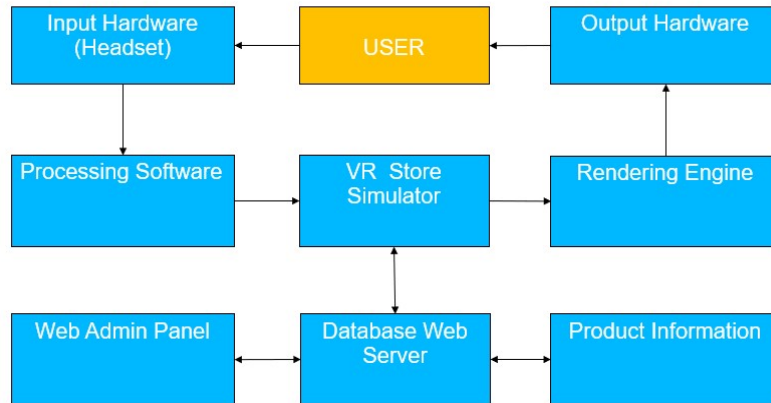 Input Hardware
(Headset)
USER
Output Hardware
Processing Software
VR Store
Simulator
Rendering Engine
Web Admin Panel
Database Web
Server
Product Information